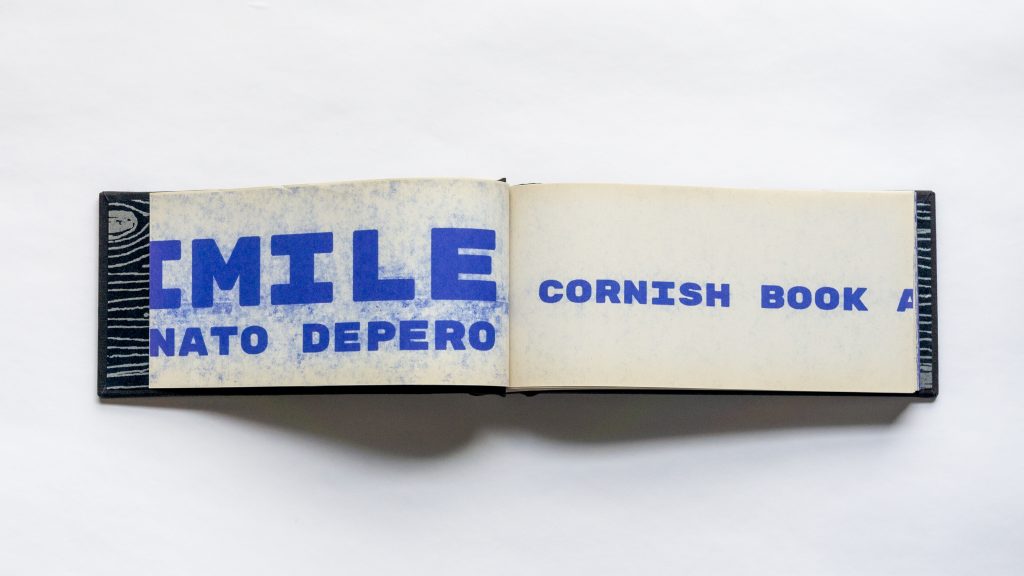 IMILE
NATO DEPERO
CORNISH BOOK A